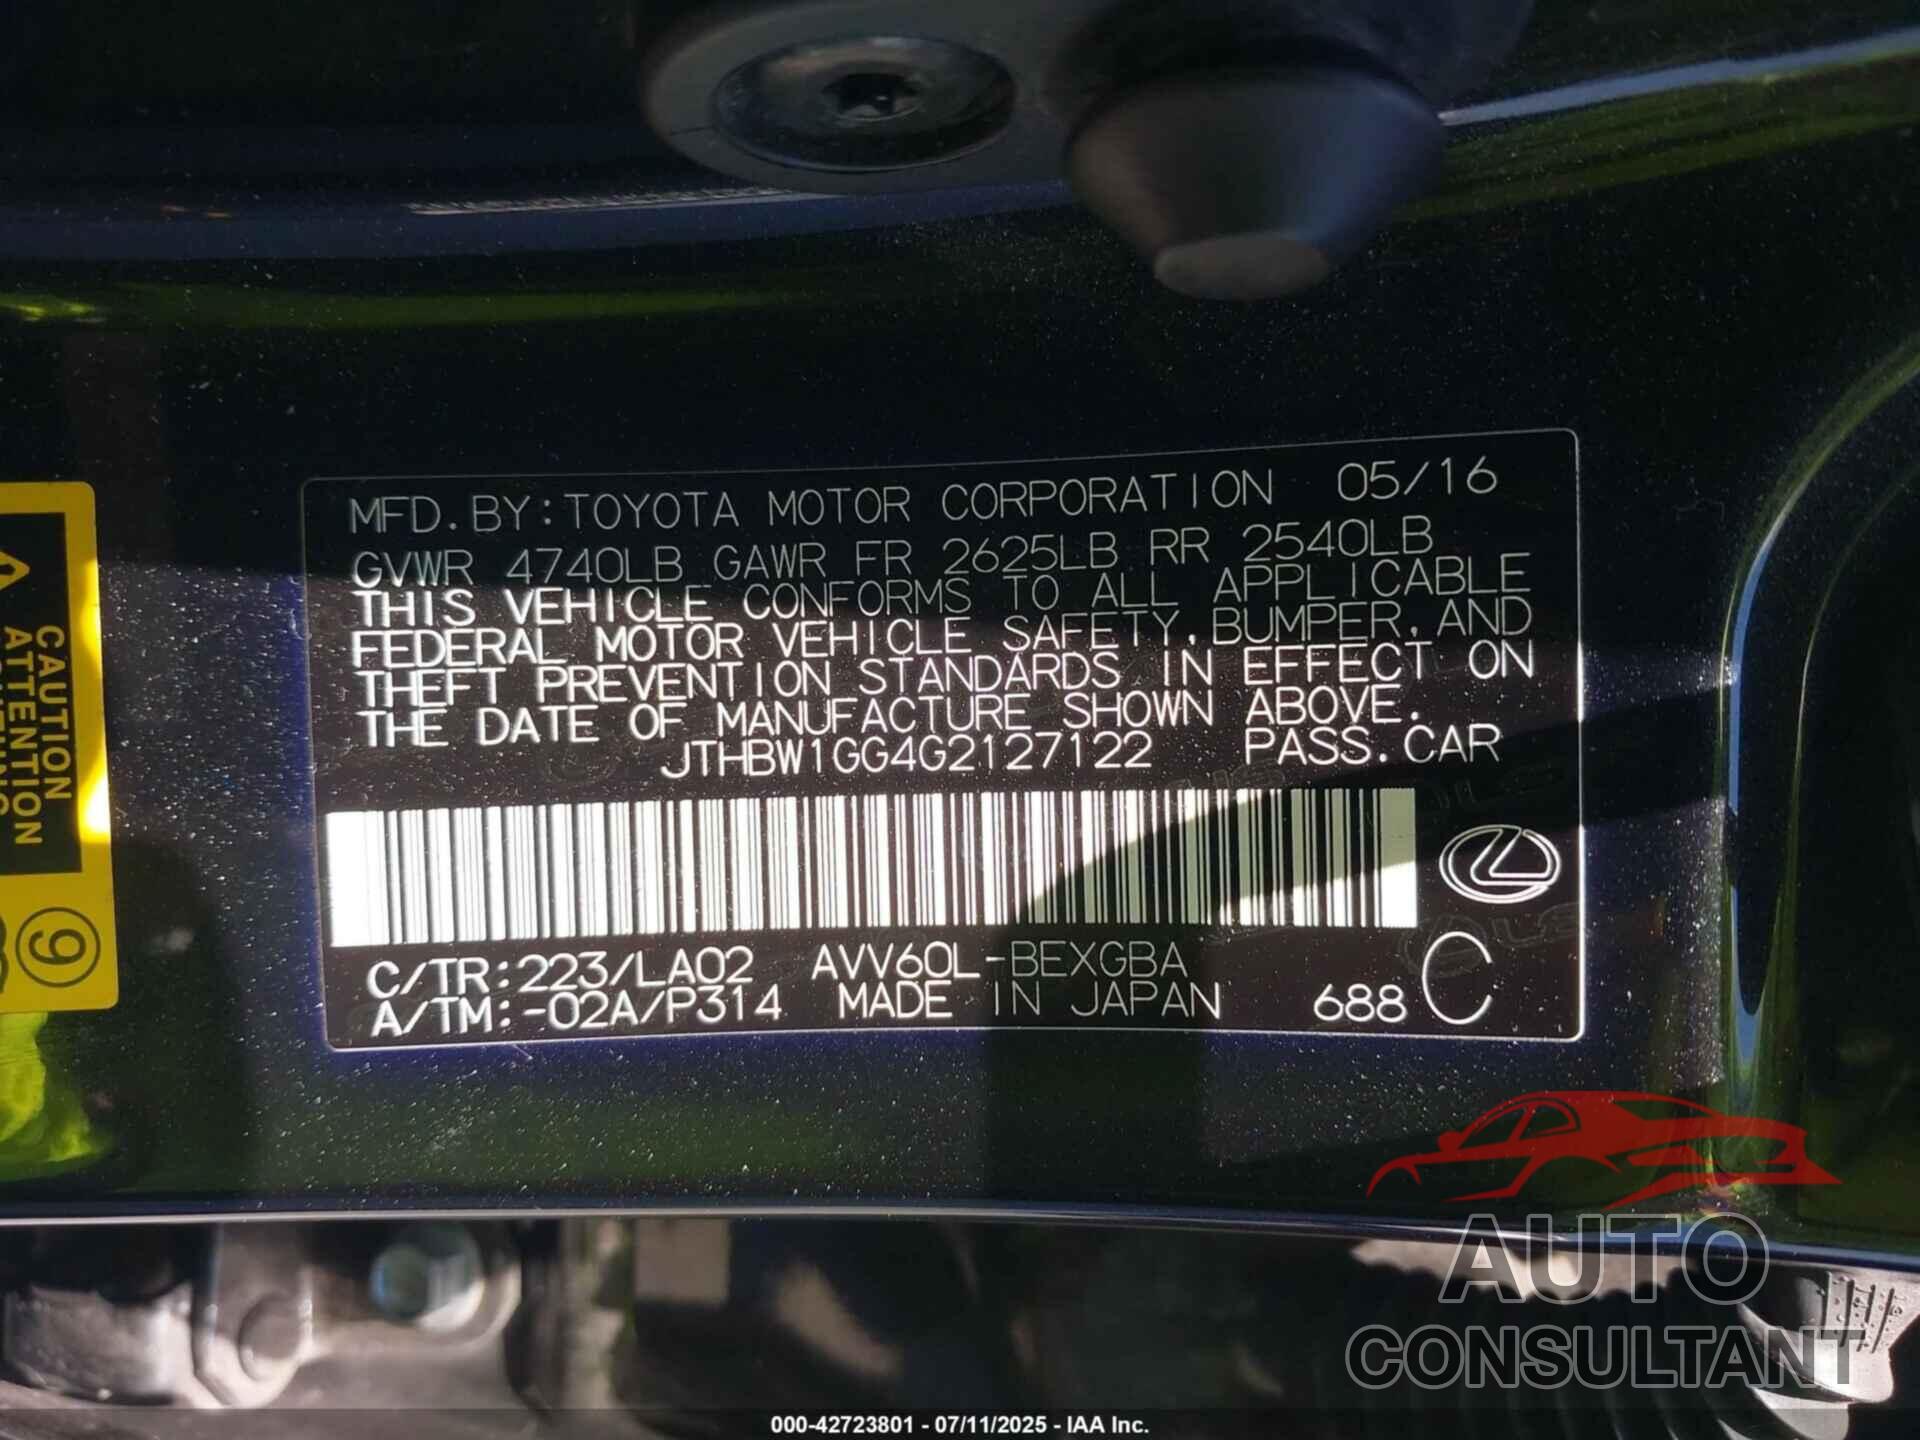 MFD. BY: TOYOTA MOTOR CORPORATION 05/16
GVWR 4740LB GAWR FR 2625LB RR 2540LB
THIS VEHICLE CONFORMS TO ALL APPLICABLE
FEDERAL MOTOR VEHICLE SAFETY, BUMPER, AND
THEFT PREVENTION STANDARDS IN EFFECT ON
THE DATE OF MANUFACTURE SHOWN ABOVE.
JTHBW1GG4G2127122 PASS. CAR
C/TR: 223/LA02 AVV60L-BEXGBA
A/TM: -02A/P314 MADE IN JAPAN 688 C
CAUTION
ATTENTION
9
AUTO
CONSULTANT
000-42723801 - 07/11/2025 - IAA Inc.